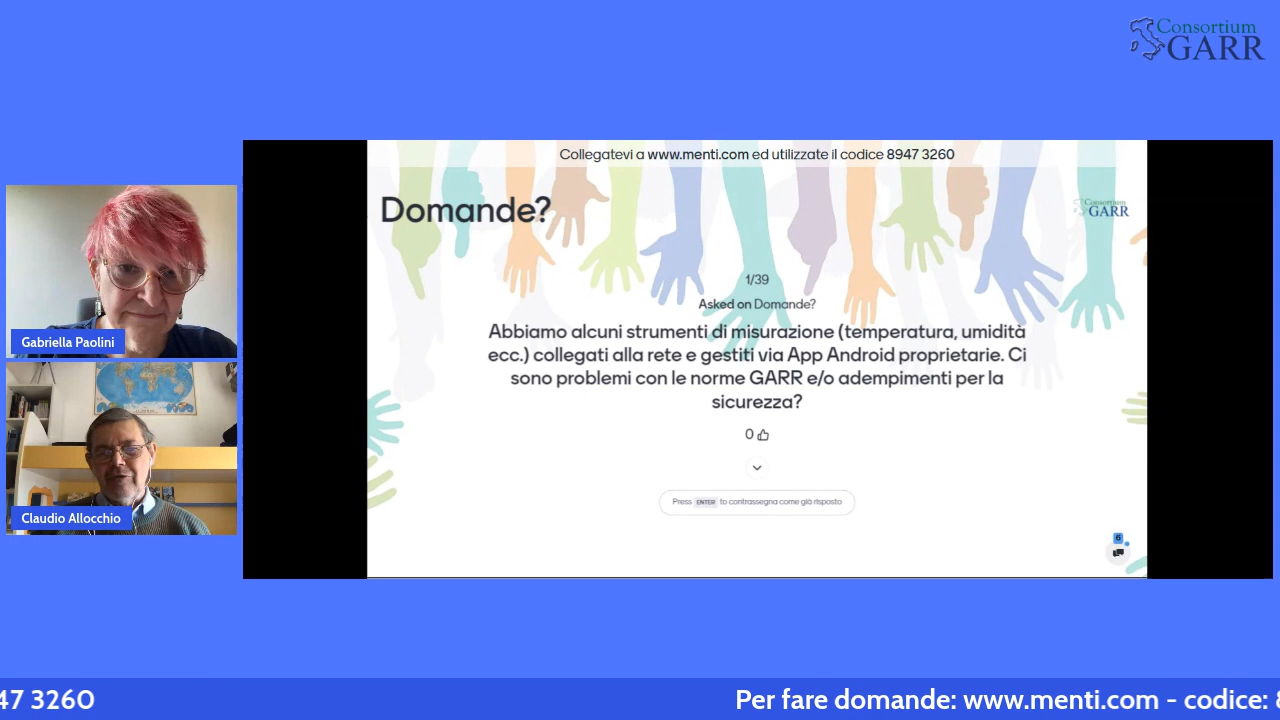 Consortium
GARR
Collegatevi a www.menti.com ed utilizzate il codice 8947 3260
Domande?
Consortium
GARR
1/39
Asked on Domande?
Abbiamo alcuni strumenti di misurazione (temperatura, umidità
ecc.) collegati alla rete e gestiti via App Android proprietarie. Ci
sono problemi con le norme GARR e/o adempimenti per la
sicurezza?
0
Press ENTER to contrassegna come già risposto
6
Gabriella Paolini
Claudio Allocchio
47 3260
Per fare domande: www.menti.com - codice: 8